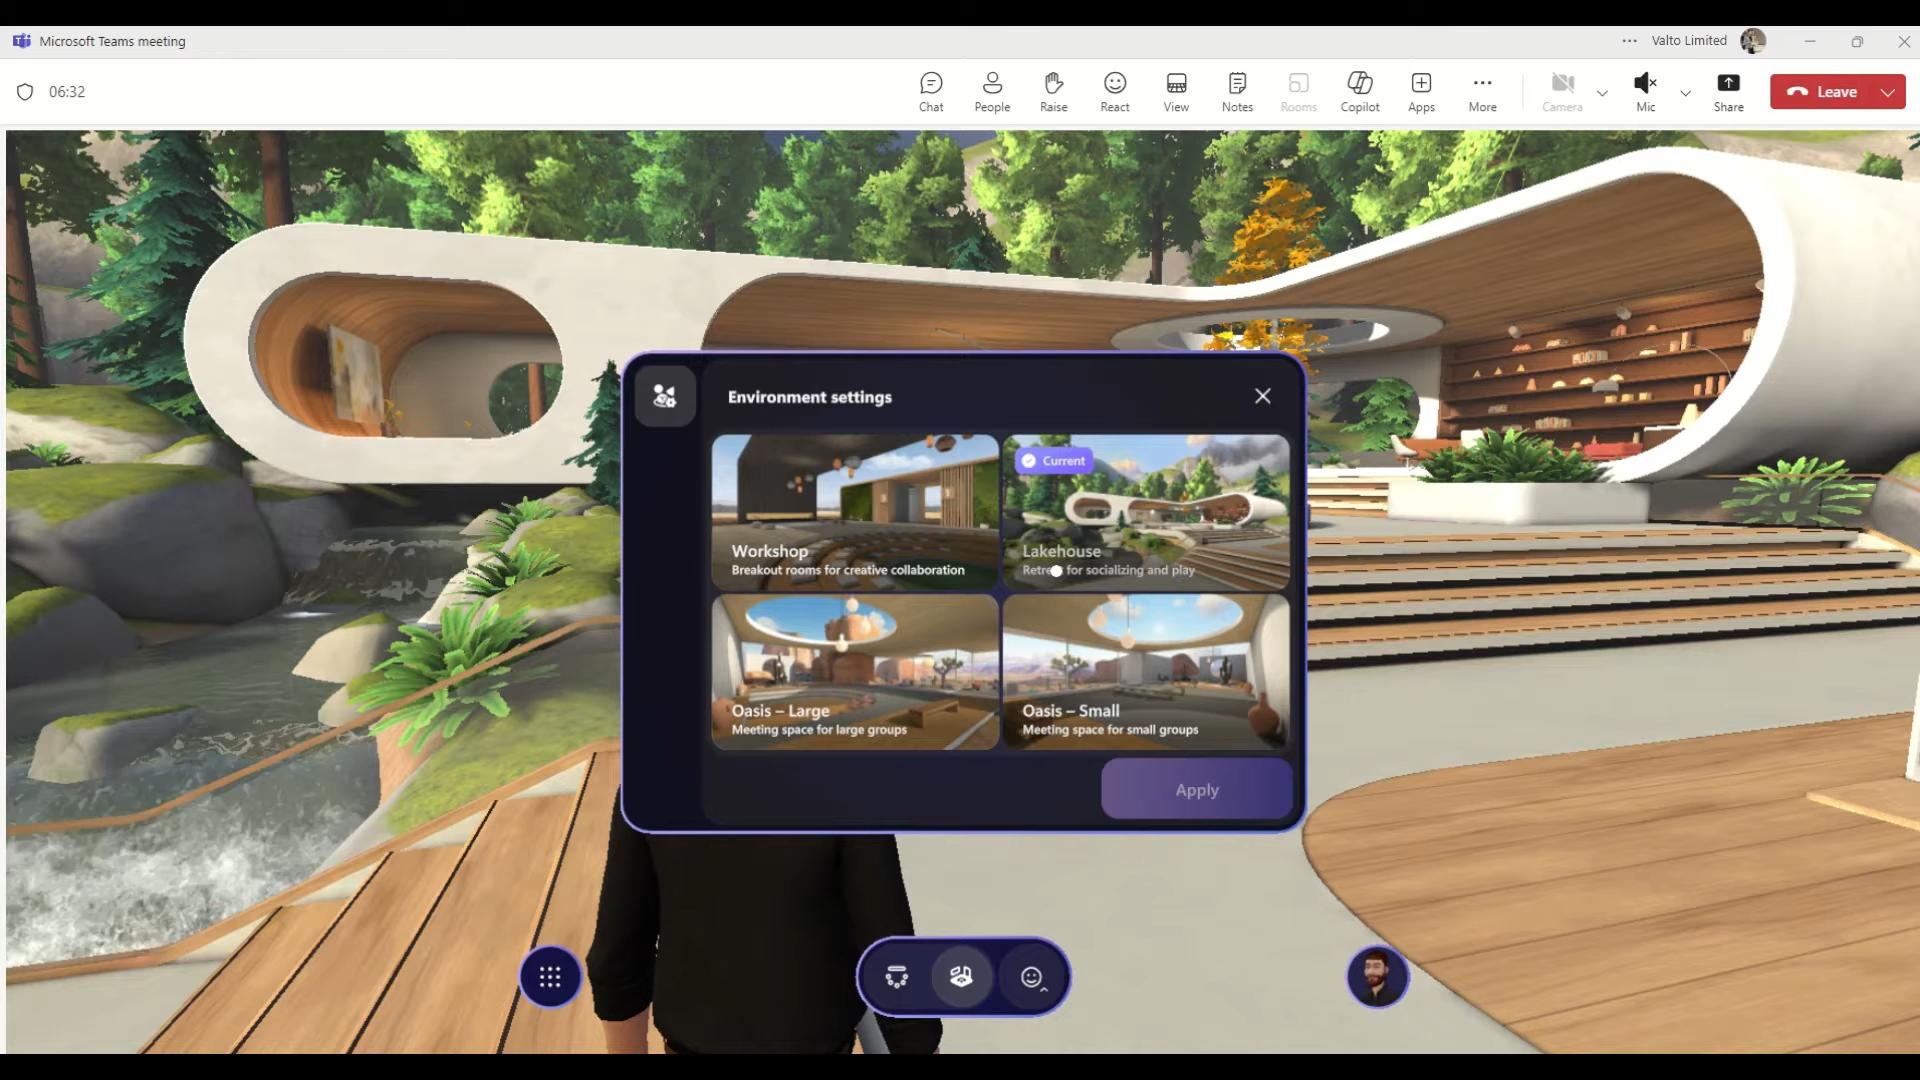 Microsoft Teams meeting
Valto Limited
06:32
Chat
People
Raise
React
View
Notes
Rooms
Copilot
Apps
More
Camera
Mic
Share
Leave
Environment settings
Workshop
Breakout rooms for creative collaboration
Current
Lakehouse
Retreat for socializing and play
Oasis – Large
Meeting space for large groups
Oasis – Small
Meeting space for small groups
Apply